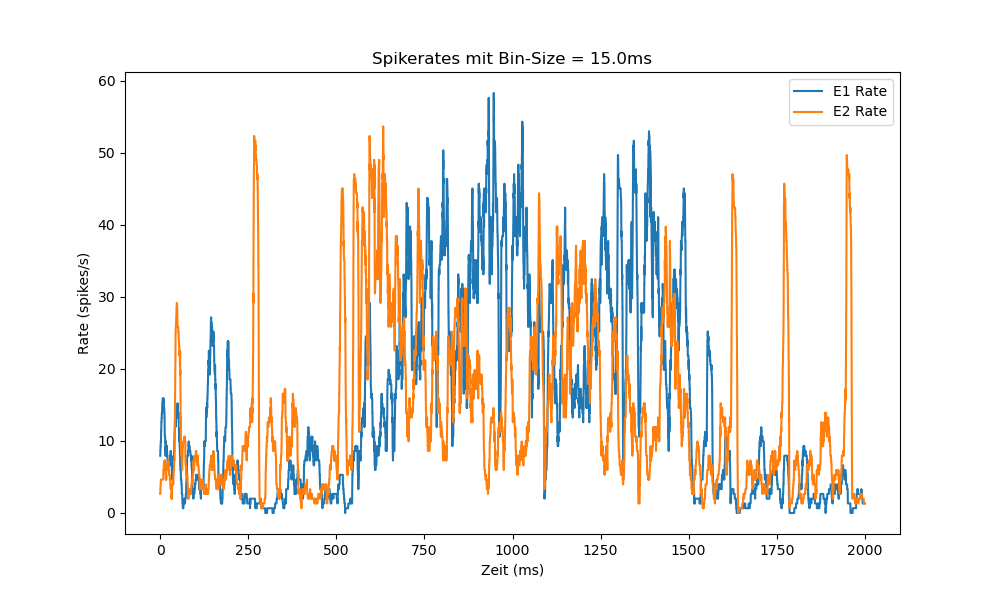 Spikerates mit Bin-Size = 15.0ms
E1 Rate
E2 Rate
60
50
40
30
20
10
0
Rate (spikes/s)
0 250 500 750 1000 1250 1500 1750 2000
Zeit (ms)